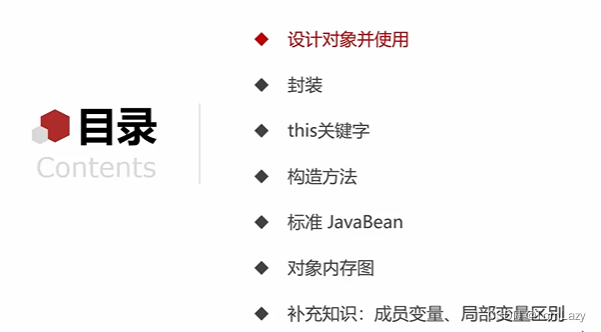 目录
Contents
设计对象并使用
封装
this关键字
构造方法
标准 JavaBean
对象内存图
补充知识：成员变量、局部变量区别